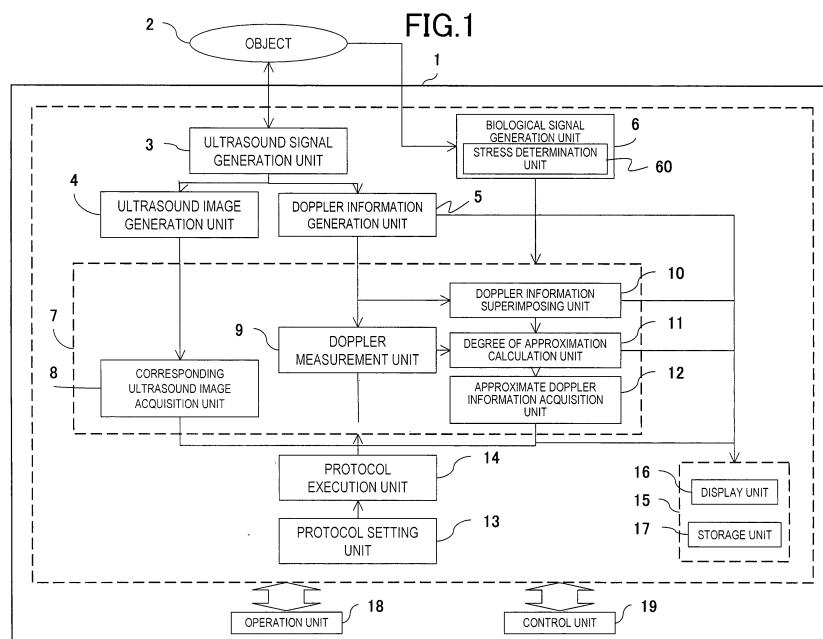 FIG.1
2
OBJECT
1
3
ULTRASOUND SIGNAL
GENERATION UNIT
BIOLOGICAL SIGNAL
GENERATION UNIT
6
STRESS DETERMINATION
UNIT
60
4
ULTRASOUND IMAGE
GENERATION UNIT
DOPPLER INFORMATION
GENERATION UNIT
5
10
DOPPLER INFORMATION
SUPERIMPOSING UNIT
7
9
DOPPLER
MEASUREMENT UNIT
11
DEGREE OF APPROXIMATION
CALCULATION UNIT
8
CORRESPONDING
ULTRASOUND IMAGE
ACQUISITION UNIT
12
APPROXIMATE DOPPLER
INFORMATION ACQUISITION
UNIT
14
PROTOCOL
EXECUTION UNIT
16
DISPLAY UNIT
15
13
PROTOCOL SETTING
UNIT
17
STORAGE UNIT
OPERATION UNIT
18
CONTROL UNIT
19